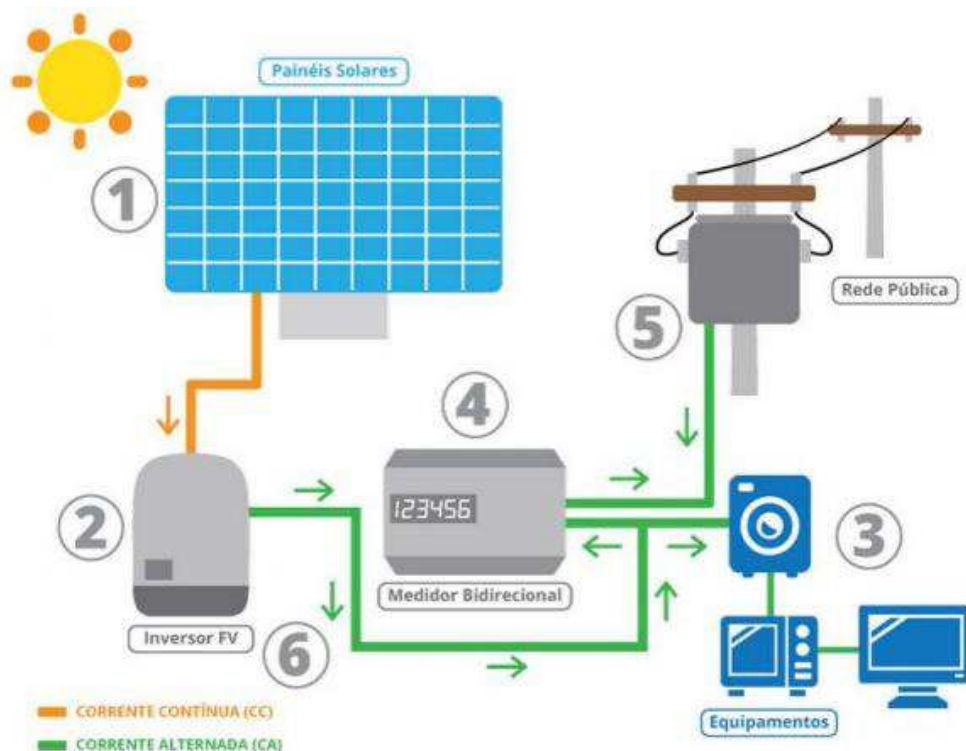 Painéis Solares
1
5
Rede Pública
4
2
123456
3
Medidor Bidirecional
Inversor FV
6
Equipamentos
CORRENTE CONTÍNUA (CC)
CORRENTE ALTERNADA (CA)